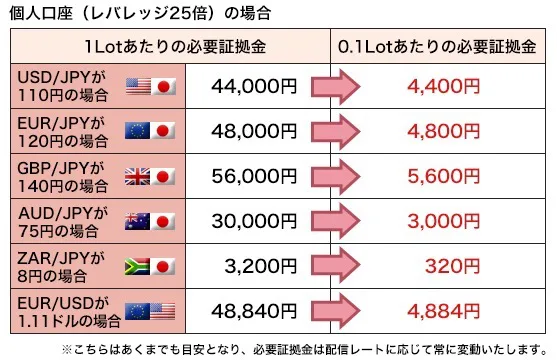 個人口座（レバレッジ25倍）の場合
1Lotあたりの必要証拠金 0.1Lotあたりの必要証拠金
USD/JPYが
110円の場合 44,000円 4,400円
EUR/JPYが
120円の場合 48,000円 4,800円
GBP/JPYが
140円の場合 56,000円 5,600円
AUD/JPYが
75円の場合 30,000円 3,000円
ZAR/JPYが
8円の場合 3,200円 320円
EUR/USDが
1.11ドルの場合 48,840円 4,884円
※こちらはあくまでも目安となり、必要証拠金は配信レートに応じて常に変動いたします。